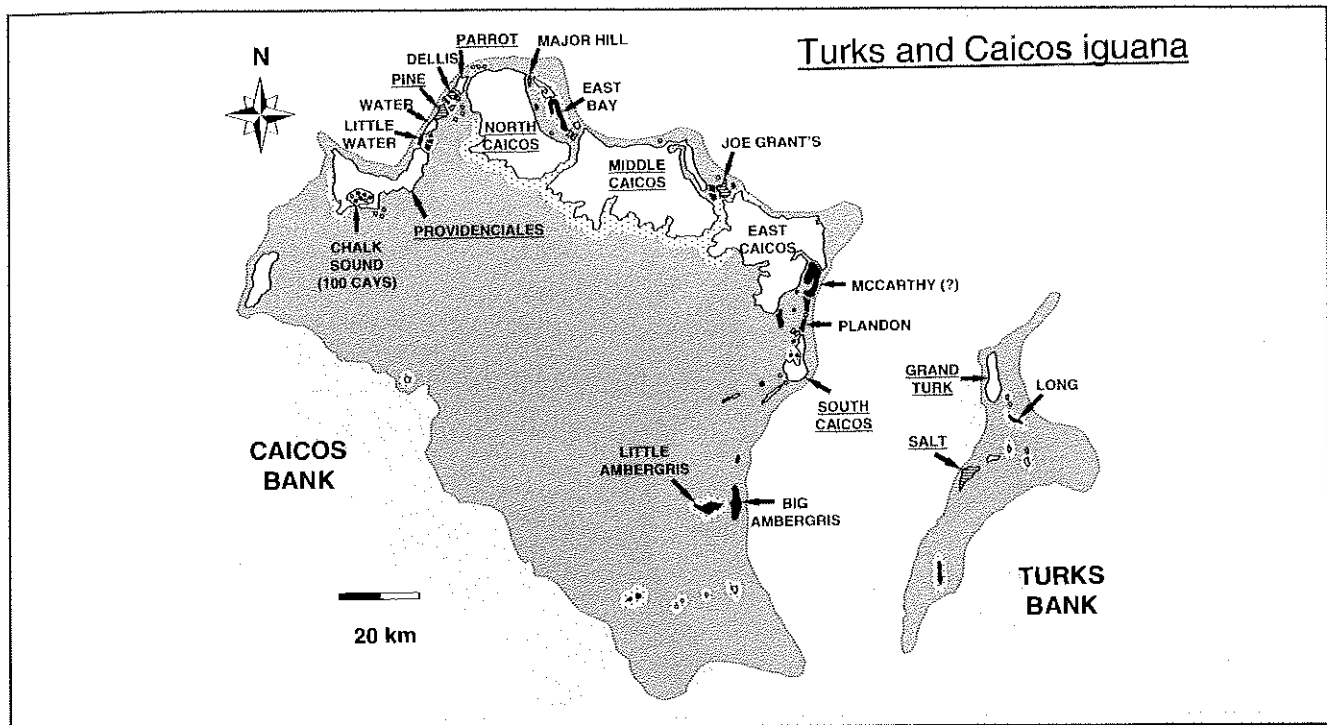 Turks and Caicos iguana
N
PARROT
MAJOR HILL
DELLIS
PINE
EAST
BAY
WATER
LITTLE
WATER
NORTH
CAICOS
JOE GRANT'S
MIDDLE
CAICOS
PROVIDENCIALES
EAST
CAICOS
CHALK
SOUND
(100 CAYS)
MCCARTHY (?)
PLANDON
GRAND
TURK
LONG
SOUTH
CAICOS
SALT
CAICOS
BANK
LITTLE
AMBERGRIS
BIG
AMBERGRIS
TURKS
BANK
20 km